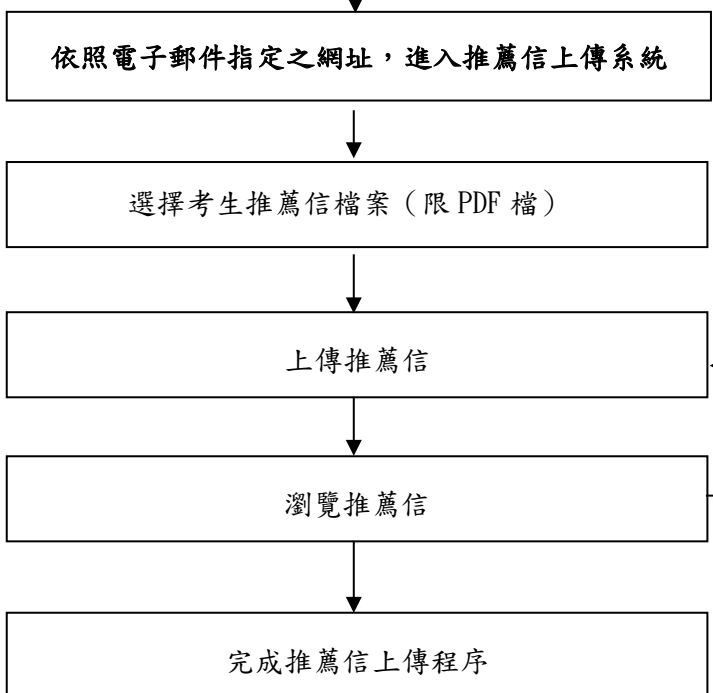 依照電子郵件指定之網址，進入推薦信上傳系統
選擇考生推薦信檔案（限 PDF 檔）
上傳推薦信
瀏覽推薦信
完成推薦信上傳程序